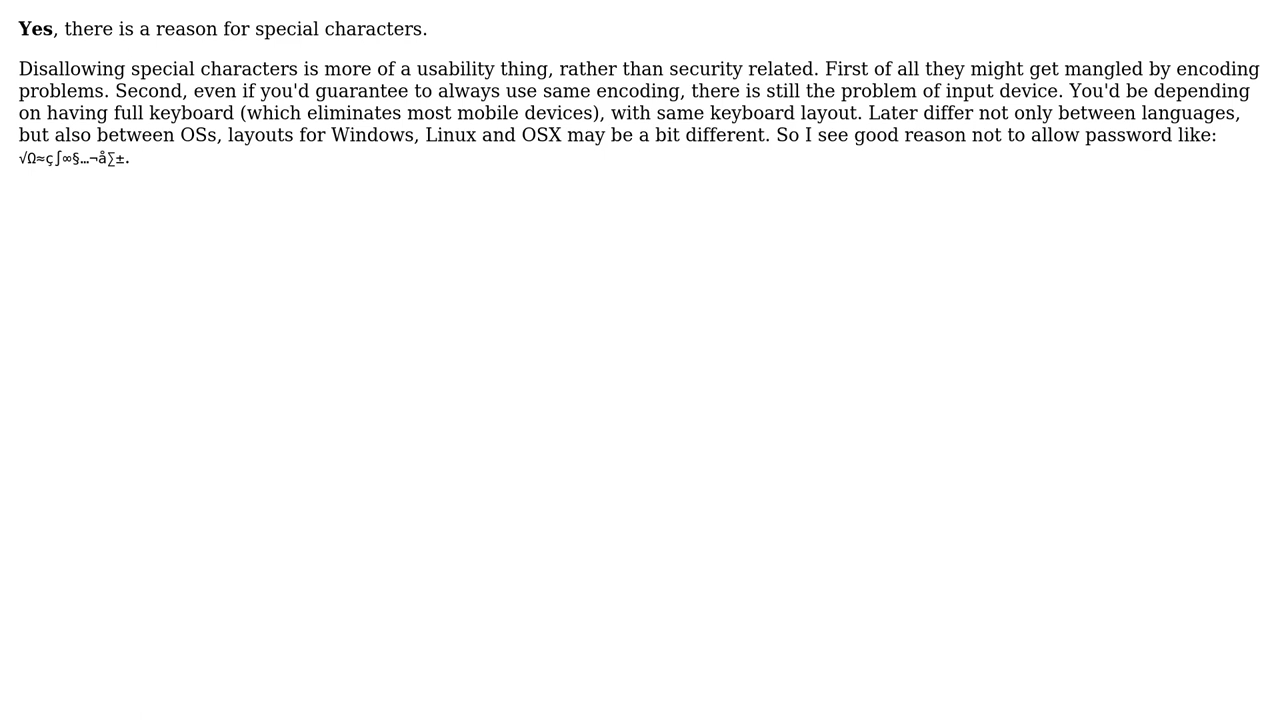 Yes, there is a reason for special characters.
Disallowing special characters is more of a usability thing, rather than security related. First of all they might get mangled by encoding
problems. Second, even if you'd guarantee to always use same encoding, there is still the problem of input device. You'd be depending
on having full keyboard (which eliminates most mobile devices), with same keyboard layout. Later differ not only between languages,
but also between OSs, layouts for Windows, Linux and OSX may be a bit different. So I see good reason not to allow password like:
√Ω≈ç∫∞§…¬å∑±.